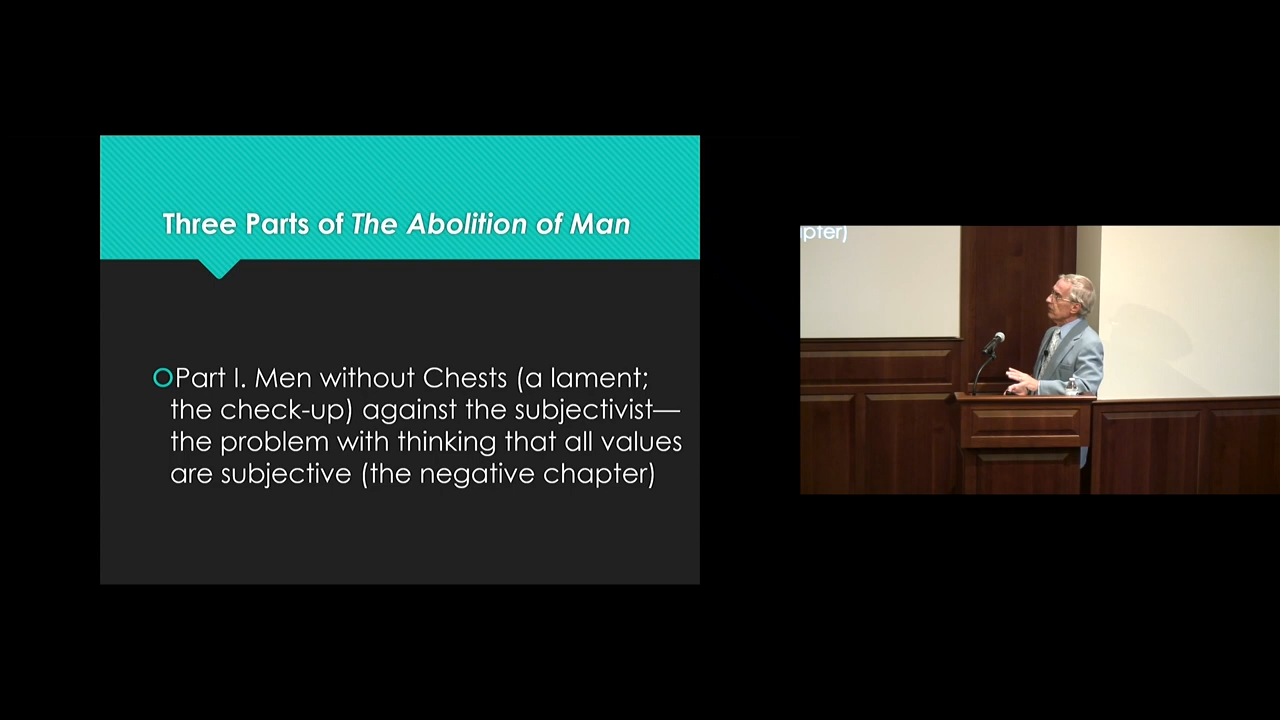 Three Parts of The Abolition of Man
Part I. Men without Chests (a lament;
the check-up) against the subjectivist—
the problem with thinking that all values
are subjective (the negative chapter)
pter)